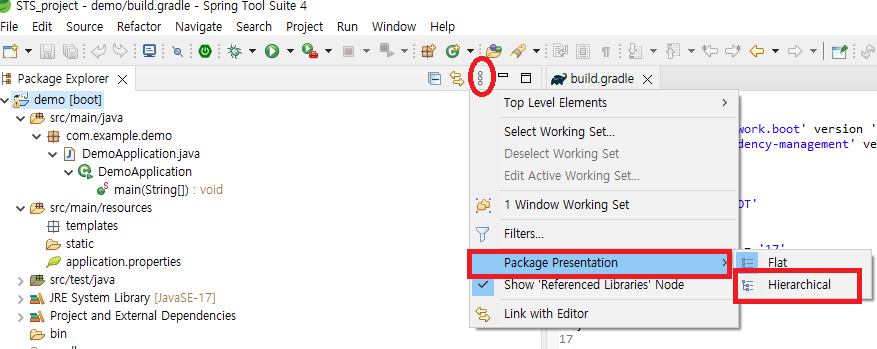 STS_project - demo/build.gradle - Spring Tool Suite 4
File Edit Source Refactor Navigate Search Project Run Window Help
Package Explorer
build.gradle
demo [boot]
src/main/java
com.example.demo
DemoApplication.java
DemoApplication
main(String[]) : void
src/main/resources
templates
static
application.properties
src/test/java
JRE System Library [JavaSE-17]
Project and External Dependencies
bin
Top Level Elements
Select Working Set...
Deselect Working Set
Edit Active Working Set...
1 Window Working Set
Filters...
Package Presentation
Show 'Referenced Libraries' Node
Link with Editor
Flat
Hierarchical
work.boot' version '
dency-management' ve
OT'
= '17'
17